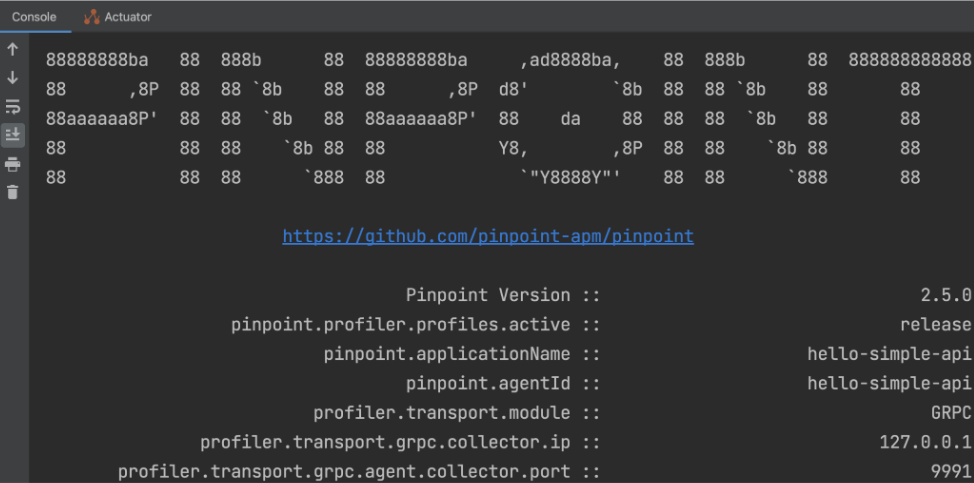 Console Actuator
88888888ba   88  888b      88  88888888ba     ,ad8888ba,    88  888b      88  888888888888
88      ,8P  88  88 `8b    88  88      ,8P  d8'        `8b  88  88 `8b    88       88
88aaaaaa8P'  88  88  `8b   88  88aaaaaa8P'  88    da    88  88  88  `8b   88       88
88           88  88    `8b 88  88           Y8,        ,8P  88  88    `8b 88       88
88           88  88      `888  88             `"Y8888Y"'    88  88      `888       88
https://github.com/pinpoint-apm/pinpoint
Pinpoint Version :: 2.5.0
pinpoint.profiler.profiles.active :: release
pinpoint.applicationName :: hello-simple-api
pinpoint.agentId :: hello-simple-api
profiler.transport.module :: GRPC
profiler.transport.grpc.collector.ip :: 127.0.0.1
profiler.transport.grpc.agent.collector.port :: 9991